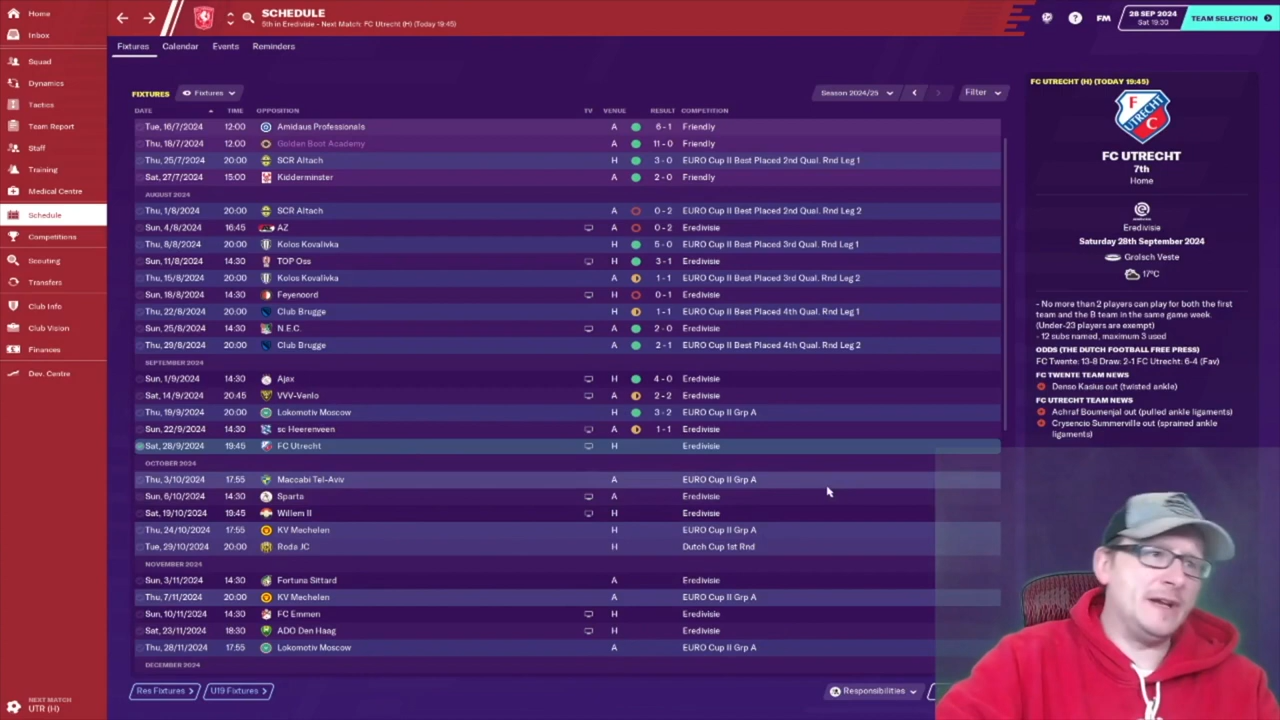 Home
Inbox
Squad
Dynamics
Tactics
Team Report
Staff
Training
Medical Centre
Schedule
Competitions
Scouting
Transfers
Club Info
Club Vision
Finances
Dev. Centre
NEXT MATCH
UTR (H)
SCHEDULE
5th in Eredivisie - Next Match: FC Utrecht (H) (Today 19:45)
? FM
28 SEP 2024
Sat 19:30
TEAM SELECTION
Fixtures Calendar Events Reminders
FIXTURES Fixtures Season 2024/25 Filter
DATE TIME OPPOSITION TV VENUE RESULT COMPETITION
Tue, 16/7/2024 12:00 Amidaus Professionals A 6 - 1 Friendly
Thu, 18/7/2024 12:00 Golden Boot Academy A 11 - 0 Friendly
Thu, 25/7/2024 20:00 SCR Altach H 3 - 0 EURO Cup II Best Placed 2nd Qual. Rnd Leg 1
Sat, 27/7/2024 15:00 Kidderminster A 2 - 0 Friendly
AUGUST 2024
Thu, 1/8/2024 20:00 SCR Altach A 0 - 2 EURO Cup II Best Placed 2nd Qual. Rnd Leg 2
Sun, 4/8/2024 16:45 AZ A 0 - 2 Eredivisie
Thu, 8/8/2024 20:00 Kolos Kovalivka H 5 - 0 EURO Cup II Best Placed 3rd Qual. Rnd Leg 1
Sun, 11/8/2024 14:30 TOP Oss H 3 - 1 Eredivisie
Thu, 15/8/2024 20:00 Kolos Kovalivka A 1 - 1 EURO Cup II Best Placed 3rd Qual. Rnd Leg 2
Sun, 18/8/2024 14:30 Feyenoord H 0 - 1 Eredivisie
Thu, 22/8/2024 20:00 Club Brugge H 1 - 1 EURO Cup II Best Placed 4th Qual. Rnd Leg 1
Sun, 25/8/2024 14:30 N.E.C. A 2 - 0 Eredivisie
Thu, 29/8/2024 20:00 Club Brugge A 2 - 1 EURO Cup II Best Placed 4th Qual. Rnd Leg 2
SEPTEMBER 2024
Sun, 1/9/2024 14:30 Ajax H 4 - 0 Eredivisie
Sat, 14/9/2024 20:45 VVV-Venlo A 2 - 2 Eredivisie
Thu, 19/9/2024 20:00 Lokomotiv Moscow H 3 - 2 EURO Cup II Grp A
Sun, 22/9/2024 14:30 sc Heerenveen A 1 - 1 Eredivisie
Sat, 28/9/2024 19:45 FC Utrecht H Eredivisie
OCTOBER 2024
Thu, 3/10/2024 17:55 Maccabi Tel-Aviv A EURO Cup II Grp A
Sun, 6/10/2024 14:30 Sparta A Eredivisie
Sat, 19/10/2024 19:45 Willem II H Eredivisie
Thu, 24/10/2024 17:55 KV Mechelen H EURO Cup II Grp A
Tue, 29/10/2024 20:00 Roda JC H Dutch Cup 1st Rnd
NOVEMBER 2024
Sun, 3/11/2024 14:30 Fortuna Sittard A Eredivisie
Thu, 7/11/2024 20:00 KV Mechelen A EURO Cup II Grp A
Sun, 10/11/2024 14:30 FC Emmen H Eredivisie
Sat, 23/11/2024 18:30 ADO Den Haag H Eredivisie
Thu, 28/11/2024 17:55 Lokomotiv Moscow A EURO Cup II Grp A
DECEMBER 2024
Res Fixtures U19 Fixtures Responsibilities
FC UTRECHT (H) (TODAY 19:45)
F C
UTRECHT
FC UTRECHT
7th
Home
Eredivisie
Saturday 28th September 2024
Grolsch Veste
17°C
- No more than 2 players can play for both the first
team and the B team in the same game week.
(Under-23 players are exempt)
- 12 subs named, maximum 3 used
ODDS (THE DUTCH FOOTBALL FREE PRESS)
FC Twente: 13-8 Draw: 2-1 FC Utrecht: 6-4 (Fav)
FC TWENTE TEAM NEWS
Denso Kasius out (twisted ankle)
FC UTRECHT TEAM NEWS
Achraf Boumenjal out (pulled ankle ligaments)
Crysencio Summerville out (sprained ankle
ligaments)